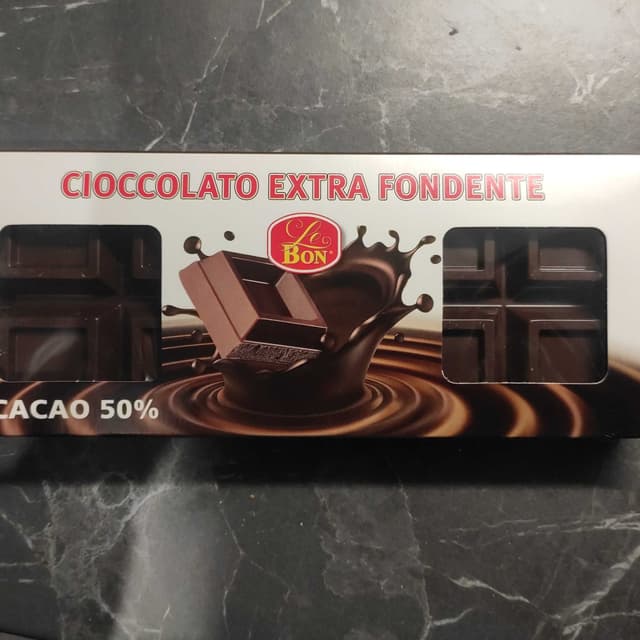 CIOCCOLATO EXTRA FONDENTE
Le
BON
CACAO 50%